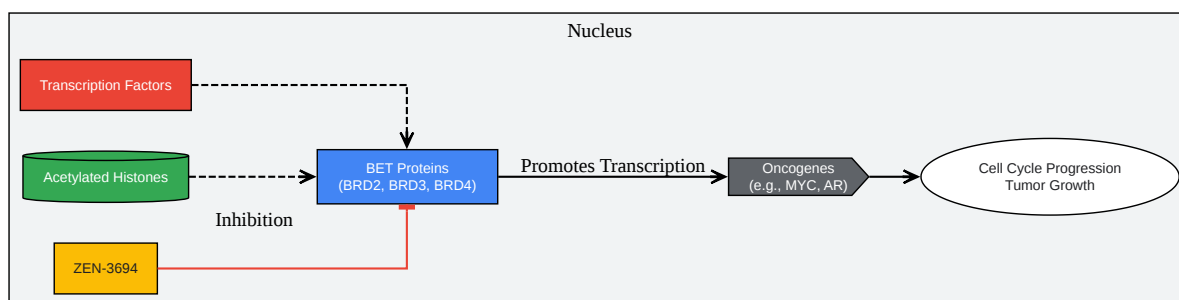 Nucleus
Transcription Factors
Acetylated Histones
BET Proteins
(BRD2, BRD3, BRD4)
Promotes Transcription
Oncogenes
(e.g., MYC, AR)
Cell Cycle Progression
Tumor Growth
Inhibition
ZEN-3694